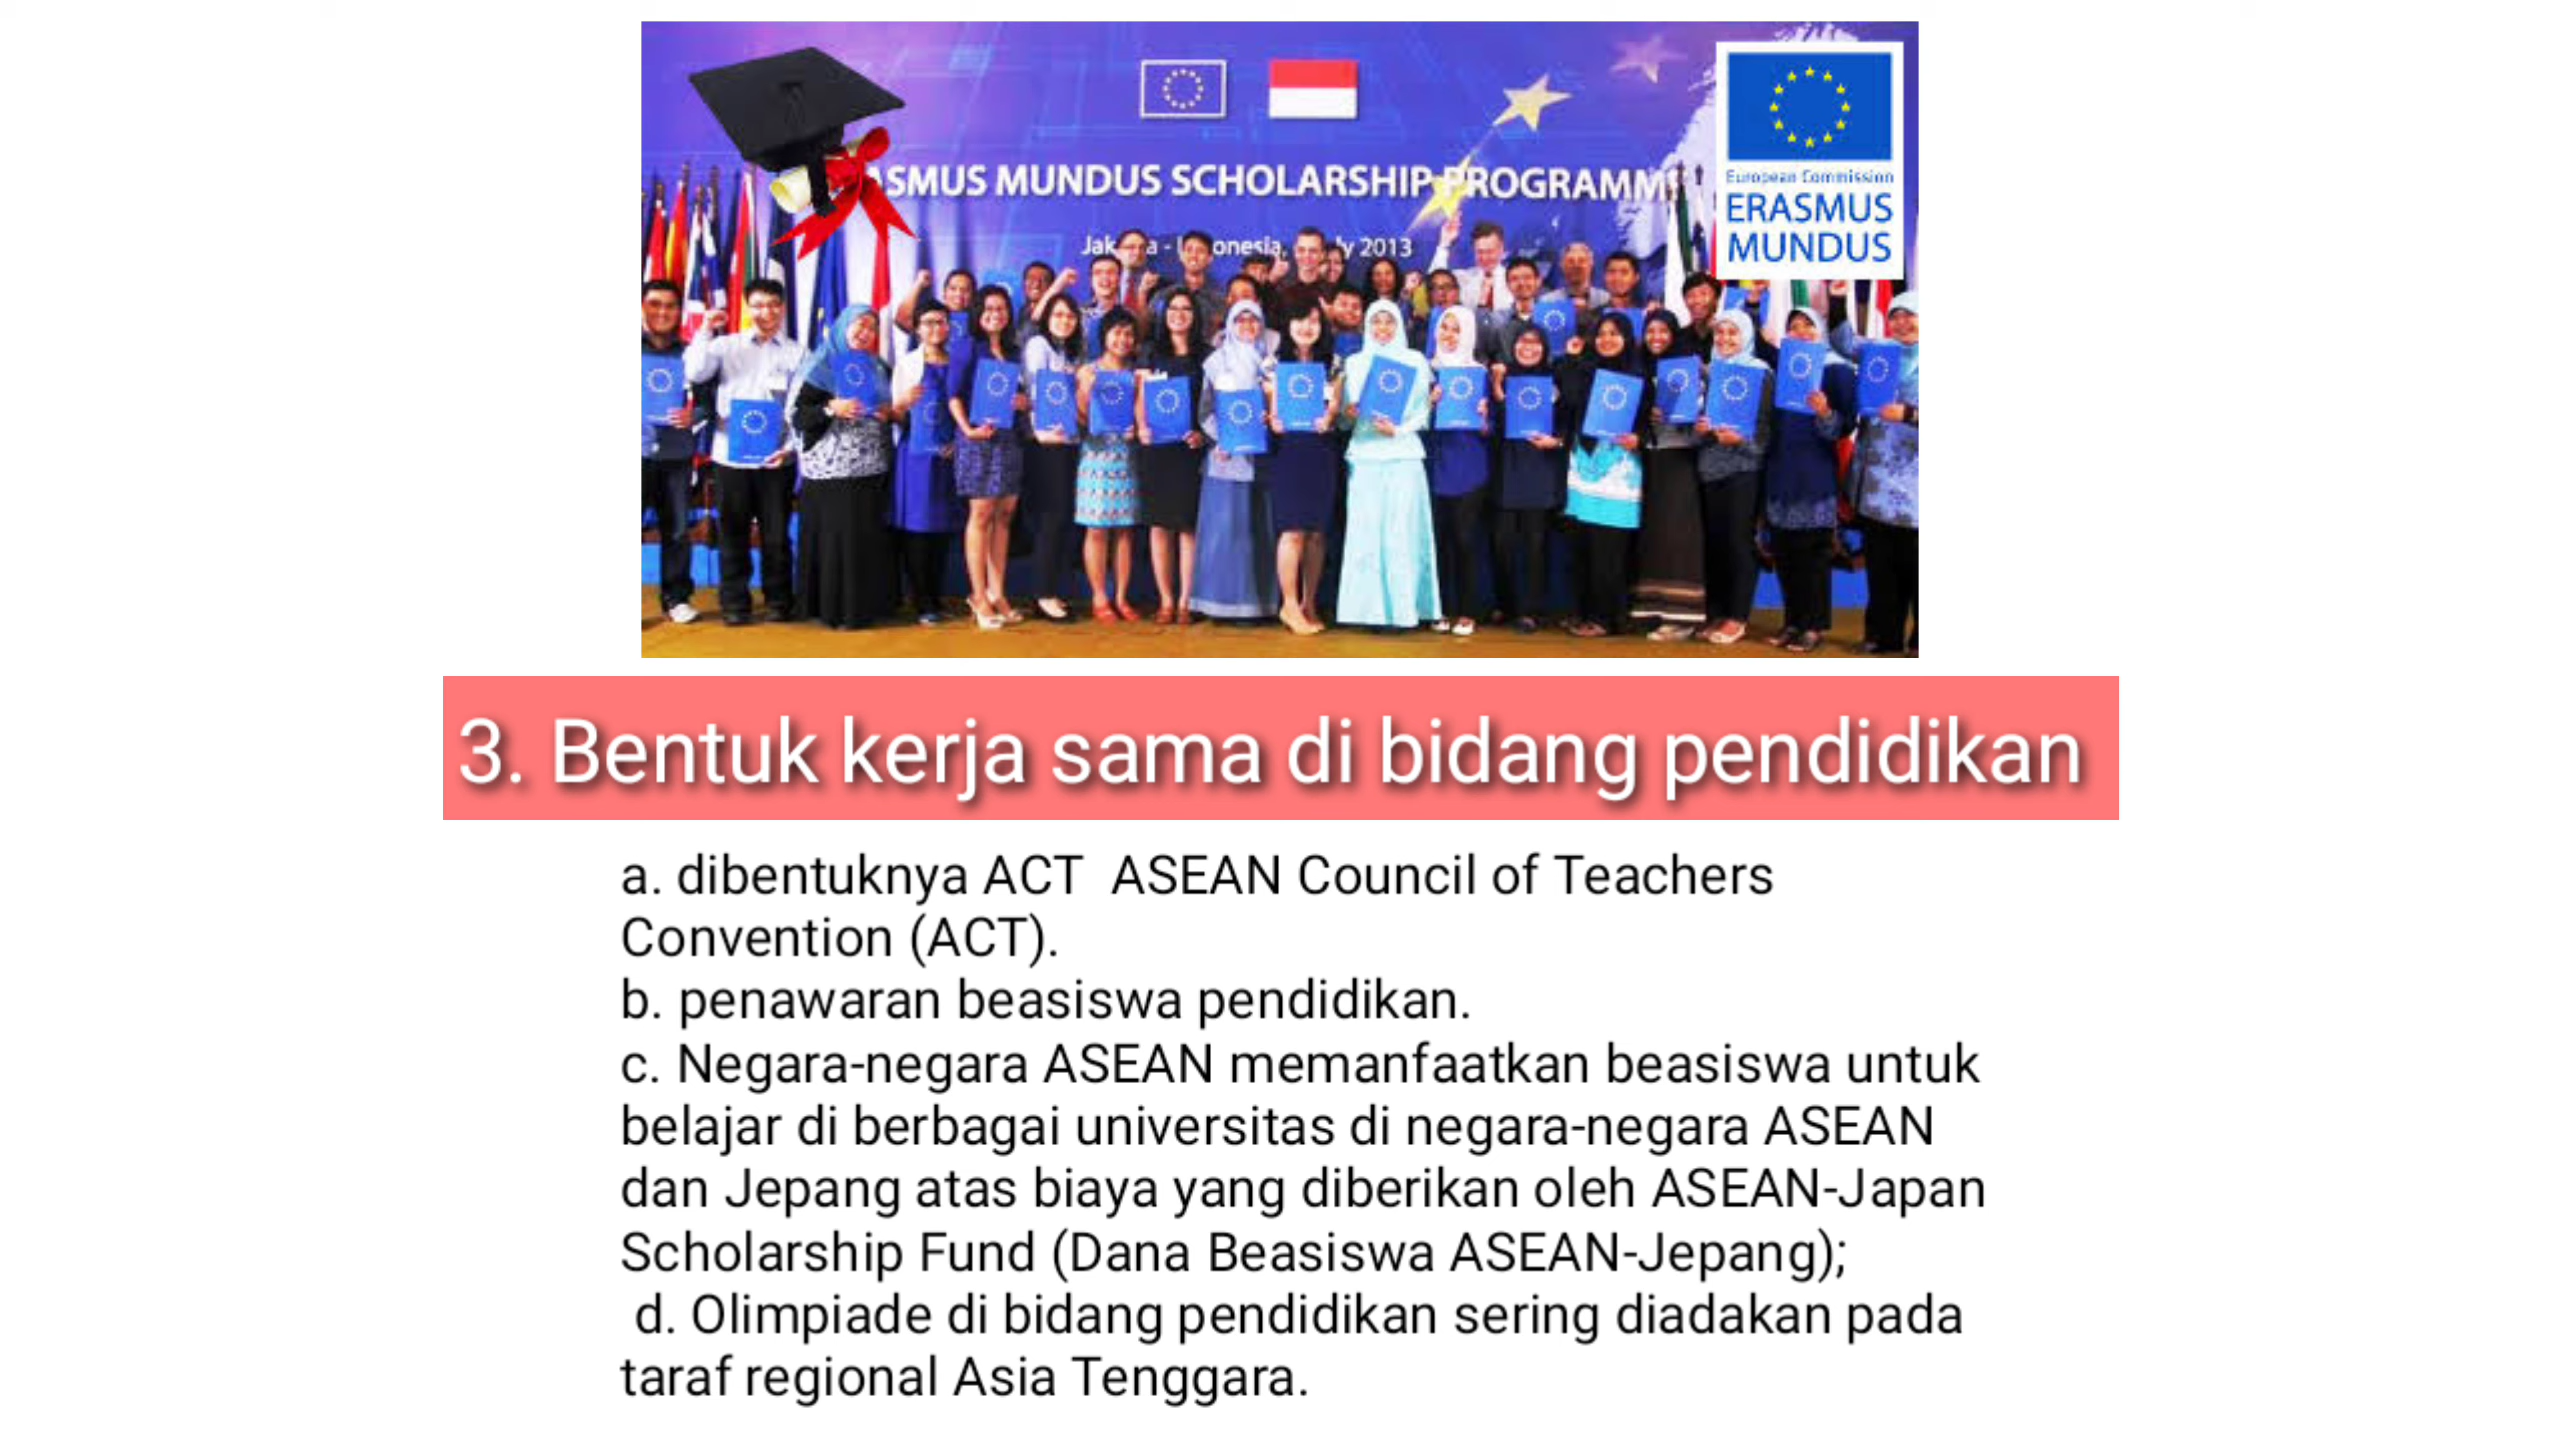 SMUS MUNDUS SCHOLARSHIP PROGRAMM
2013
European Commission
ERASMUS
MUNDUS
3. Bentuk kerja sama di bidang pendidikan
a. dibentuknya ACT  ASEAN Council of Teachers
Convention (ACT).
b. penawaran beasiswa pendidikan.
c. Negara-negara ASEAN memanfaatkan beasiswa untuk
belajar di berbagai universitas di negara-negara ASEAN
dan Jepang atas biaya yang diberikan oleh ASEAN-Japan
Scholarship Fund (Dana Beasiswa ASEAN-Jepang);
d. Olimpiade di bidang pendidikan sering diadakan pada
taraf regional Asia Tenggara.